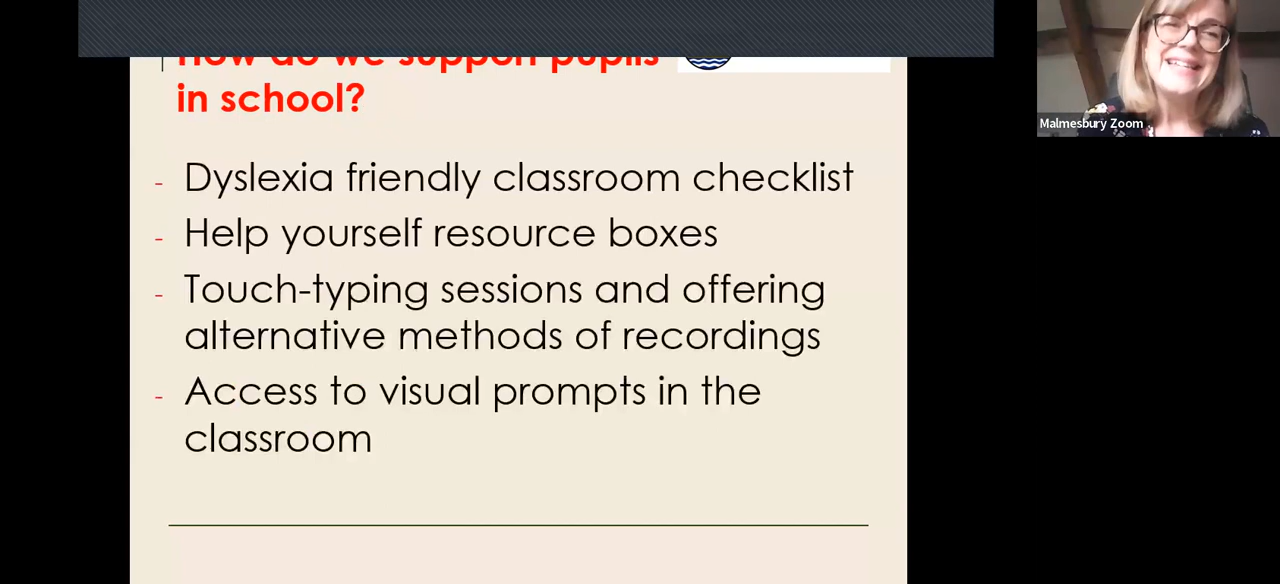 How do we support pupils
in school?
- Dyslexia friendly classroom checklist
- Help yourself resource boxes
- Touch-typing sessions and offering
alternative methods of recordings
- Access to visual prompts in the
classroom
Malmesbury Zoom